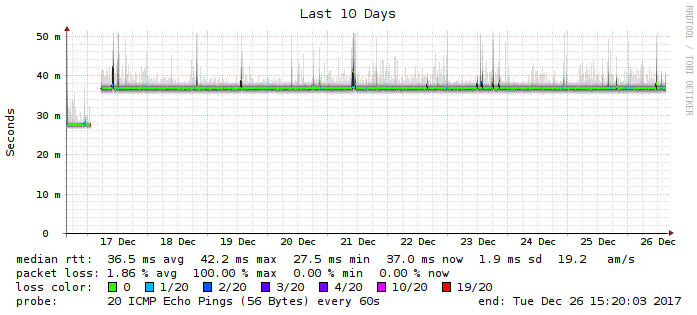 Last 10 Days
RRDTOOL / TOBI OETIKER
Seconds
50 m
40 m
30 m
20 m
10 m
0
17 Dec 18 Dec 19 Dec 20 Dec 21 Dec 22 Dec 23 Dec 24 Dec 25 Dec 26 Dec
median rtt: 36.5 ms avg 42.2 ms max 27.5 ms min 37.0 ms now 1.9 ms sd 19.2 am/s
packet loss: 1.86 % avg 100.00 % max 0.00 % min 0.00 % now
loss color: 0 1/20 2/20 3/20 4/20 10/20 19/20
probe: 20 ICMP Echo Pings (56 Bytes) every 60s end: Tue Dec 26 15:20:03 2017